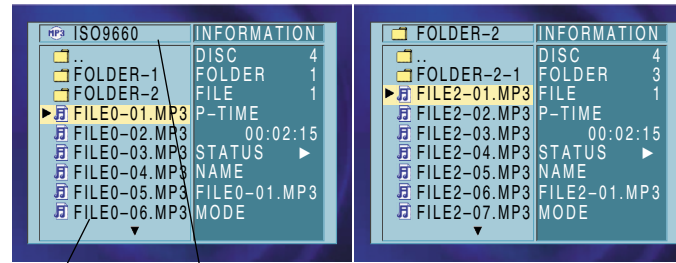 MP3 ISO9660
..
FOLDER-1
FOLDER-2
FILE0-01.MP3
FILE0-02.MP3
FILE0-03.MP3
FILE0-04.MP3
FILE0-05.MP3
FILE0-06.MP3
INFORMATION
DISC 4
FOLDER 1
FILE 1
P-TIME
00:02:15
STATUS ►
NAME
FILE0-01.MP3
MODE
FOLDER-2
..
FOLDER-2-1
FILE2-01.MP3
FILE2-02.MP3
FILE2-03.MP3
FILE2-04.MP3
FILE2-05.MP3
FILE2-06.MP3
FILE2-07.MP3
INFORMATION
DISC 4
FOLDER 3
FILE 1
P-TIME
00:02:15
STATUS ►
NAME
FILE2-01.MP3
MODE